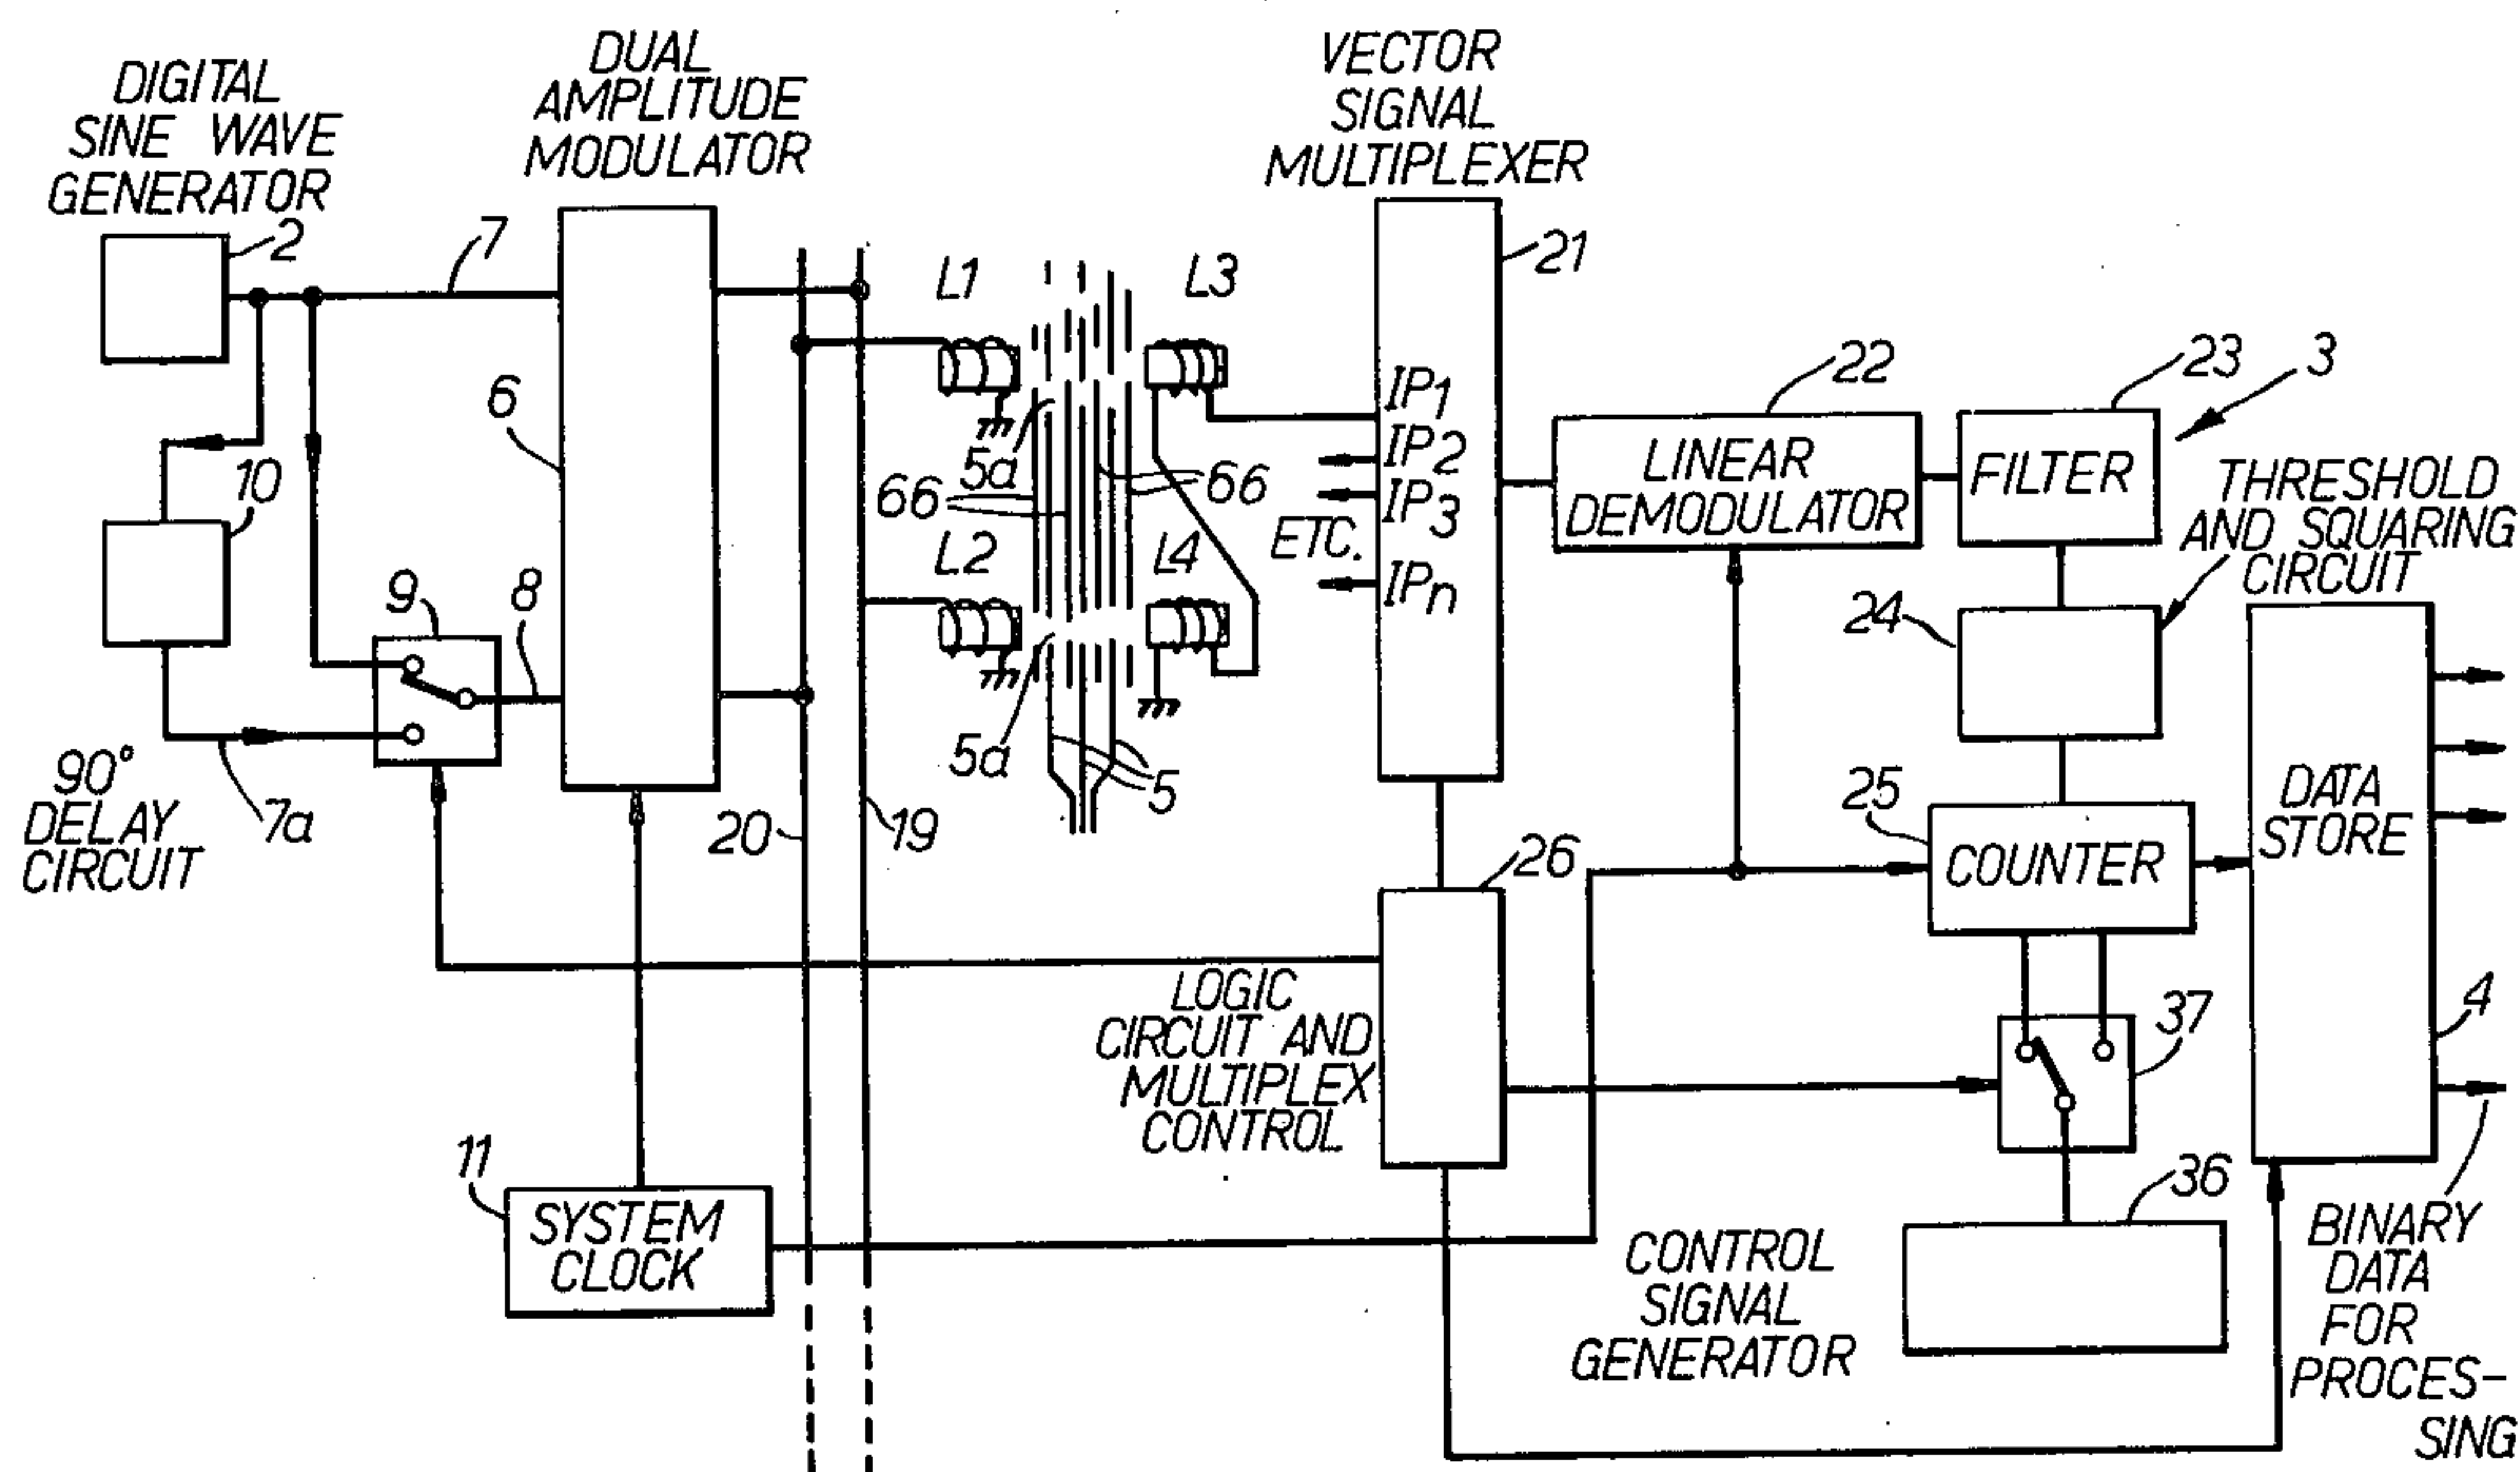 DIGITAL
SINE WAVE
GENERATOR
2
DUAL
AMPLITUDE
MODULATOR
VECTOR
SIGNAL
MULTIPLEXER
7
21
L1
L3
6
10
9
8
5a
66
66
L2
L4
5a
5
IP1
IP2
IP3
ETC.
IPn
22
LINEAR
DEMODULATOR
23
FILTER
3
THRESHOLD
AND SQUARING
CIRCUIT
24
90°
DELAY
CIRCUIT
7a
20
19
26
25
COUNTER
DATA
STORE
4
LOGIC
CIRCUIT AND
MULTIPLEX
CONTROL
37
11
SYSTEM
CLOCK
36
CONTROL
SIGNAL
GENERATOR
BINARY
DATA
FOR
PROCES-
SING